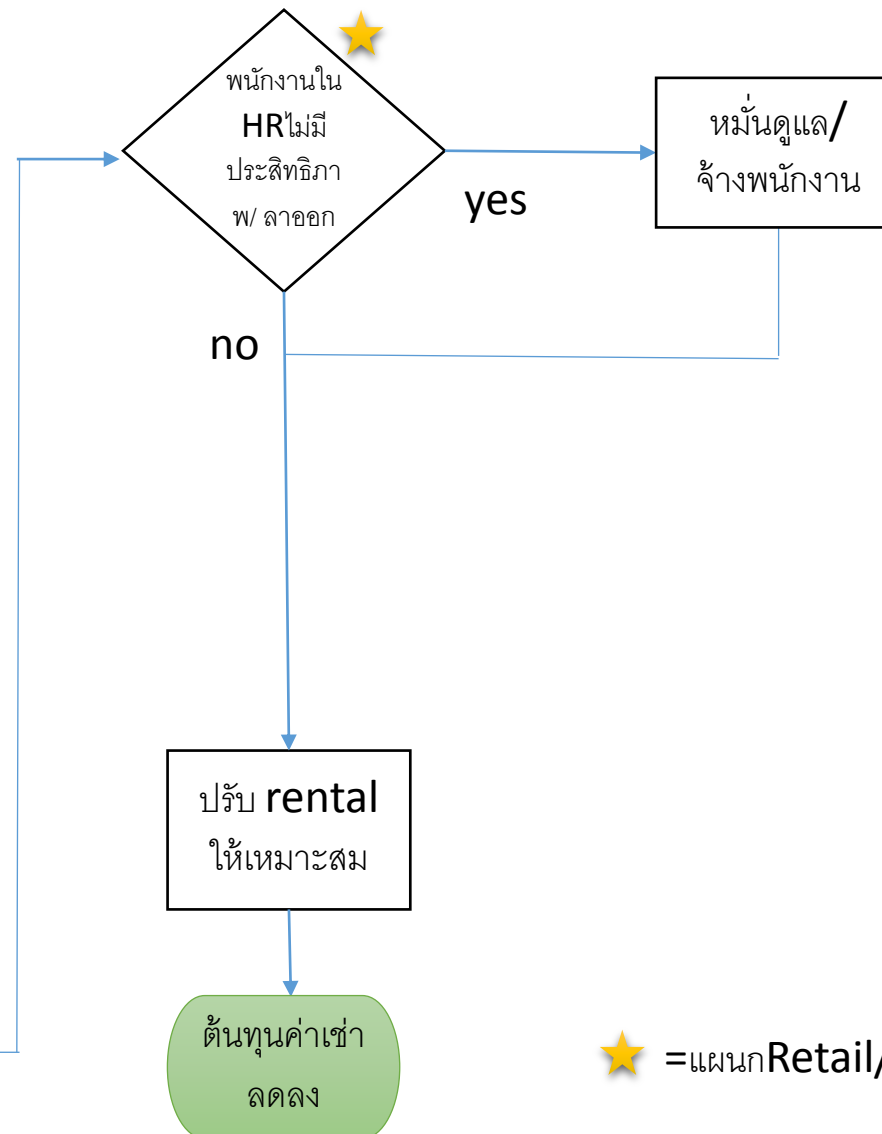 พนักงานใน
HRไม่มี
ประสิทธิภา
พ/ ลาออก
yes
หมั่นดูแล/
จ้างพนักงาน
no
ปรับ rental
ให้เหมาะสม
ต้นทุนค่าเช่า
ลดลง
=แผนกRetail/